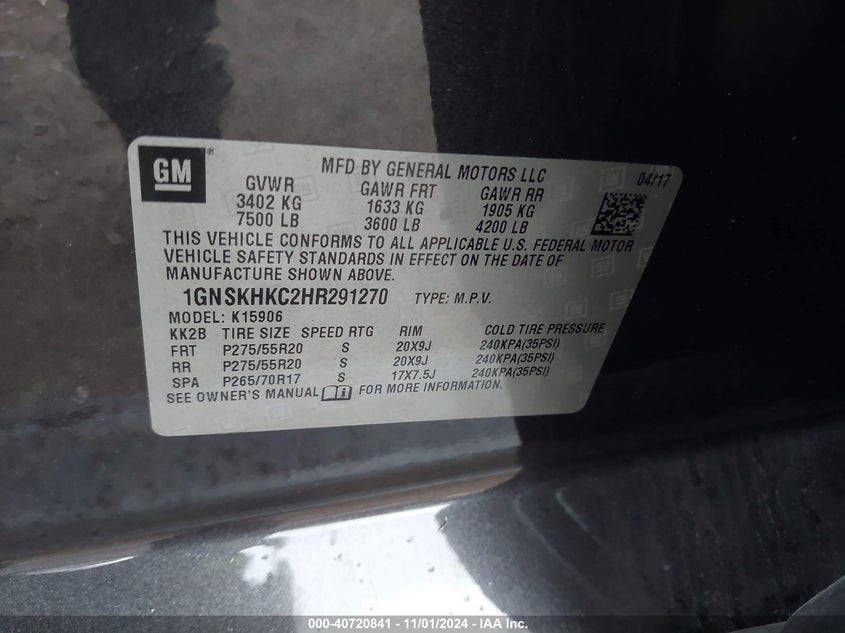 GM
MFD BY GENERAL MOTORS LLC
04/17
GVWR GAWR FRT GAWR RR
3402 KG 1633 KG 1905 KG
7500 LB 3600 LB 4200 LB
THIS VEHICLE CONFORMS TO ALL APPLICABLE U.S. FEDERAL MOTOR
VEHICLE SAFETY STANDARDS IN EFFECT ON THE DATE OF
MANUFACTURE SHOWN ABOVE.
1GNSKHKC2HR291270 TYPE: M.P.V.
MODEL: K15906
KK2B TIRE SIZE SPEED RTG RIM COLD TIRE PRESSURE
FRT P275/55R20 S 20X9J 240KPA(35PSI)
RR P275/55R20 S 20X9J 240KPA(35PSI)
SPA P265/70R17 S 17X7.5J 240KPA(35PSI)
SEE OWNER'S MANUAL i FOR MORE INFORMATION.
000-40720841 - 11/01/2024 - IAA Inc.